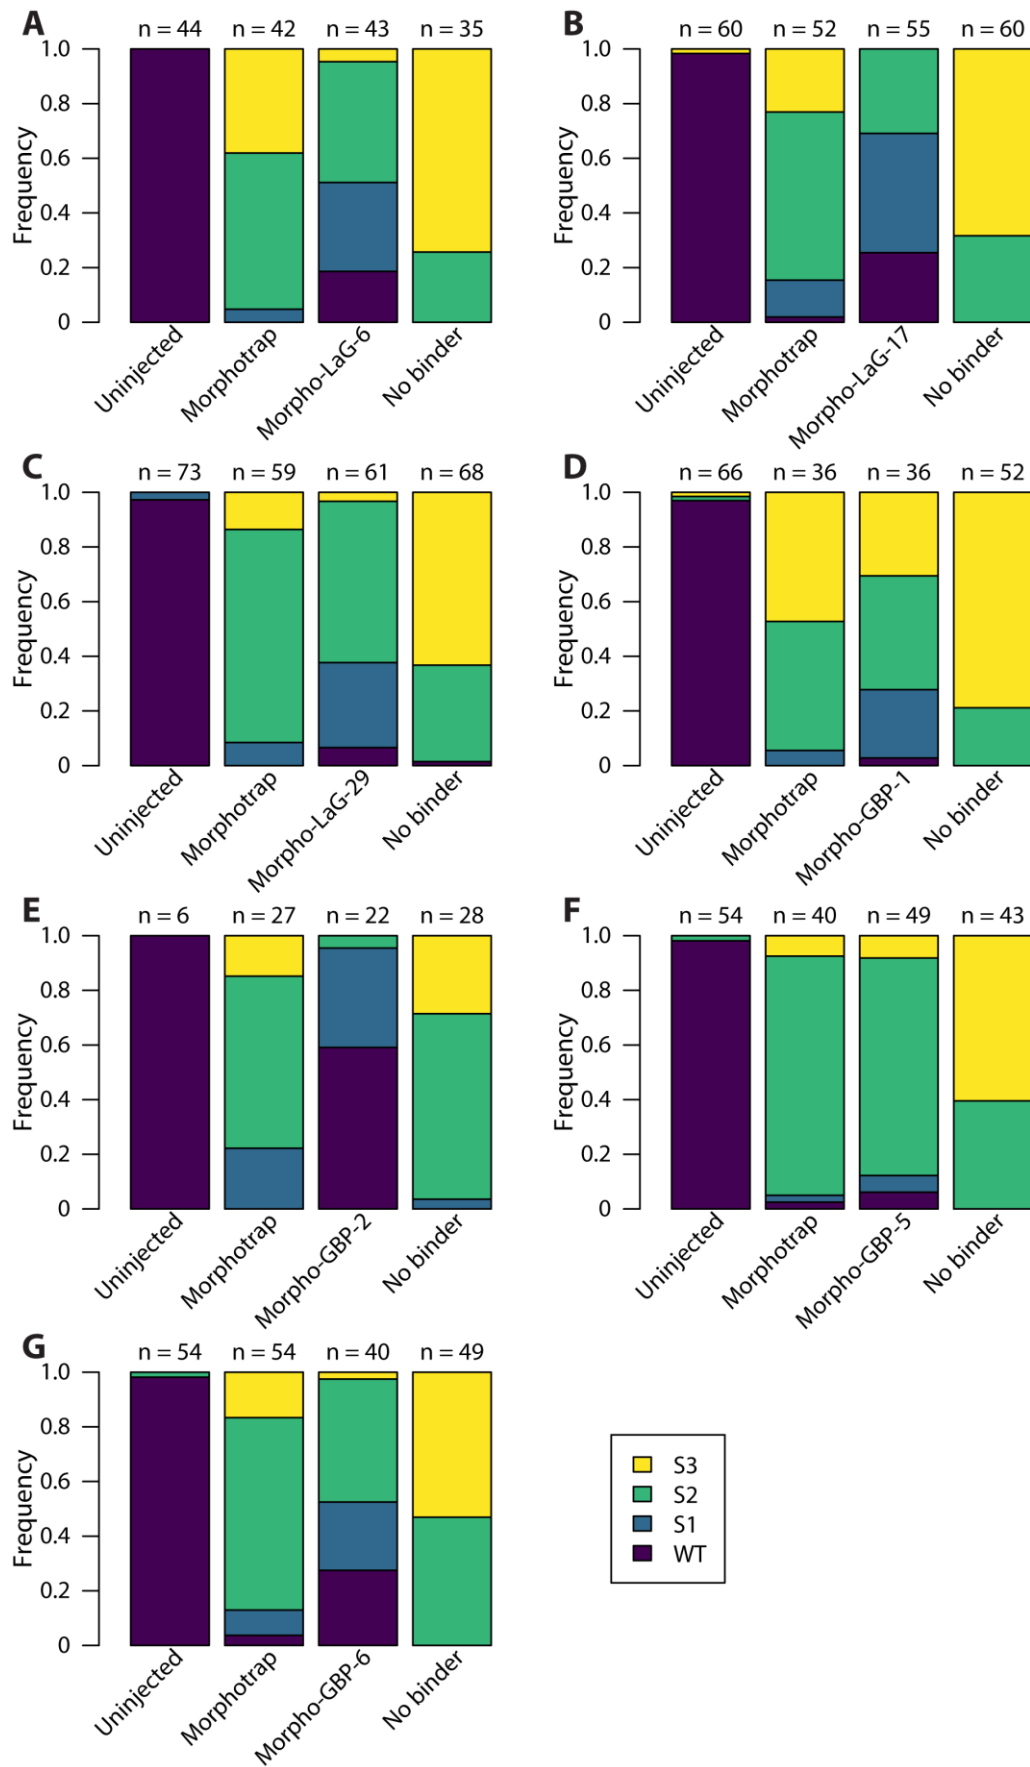 A
n = 44 n = 42 n = 43 n = 35
1.0
0.8
0.6
0.4
0.2
0
Frequency
Uninjected
Morphotrap
Morpho-LaG-6
No binder
B
n = 60 n = 52 n = 55 n = 60
1.0
0.8
0.6
0.4
0.2
0
Frequency
Uninjected
Morphotrap
Morpho-LaG-17
No binder
C
n = 73 n = 59 n = 61 n = 68
1.0
0.8
0.6
0.4
0.2
0
Frequency
Uninjected
Morphotrap
Morpho-LaG-29
No binder
D
n = 66 n = 36 n = 36 n = 52
1.0
0.8
0.6
0.4
0.2
0
Frequency
Uninjected
Morphotrap
Morpho-GBP-1
No binder
E
n = 6 n = 27 n = 22 n = 28
1.0
0.8
0.6
0.4
0.2
0
Frequency
Uninjected
Morphotrap
Morpho-GBP-2
No binder
F
n = 54 n = 40 n = 49 n = 43
1.0
0.8
0.6
0.4
0.2
0
Frequency
Uninjected
Morphotrap
Morpho-GBP-5
No binder
G
n = 54 n = 54 n = 40 n = 49
1.0
0.8
0.6
0.4
0.2
0
Frequency
Uninjected
Morphotrap
Morpho-GBP-6
No binder
S3
S2
S1
WT